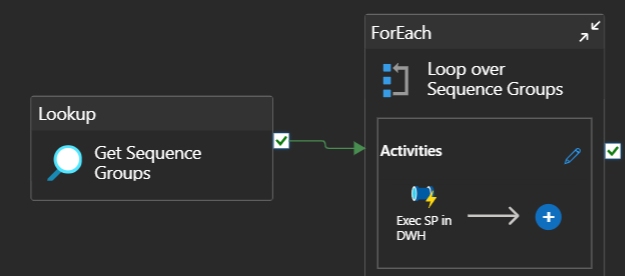 ForEach
Loop over
Sequence Groups
Lookup
Get Sequence
Groups
Activities
Exec SP in
DWH